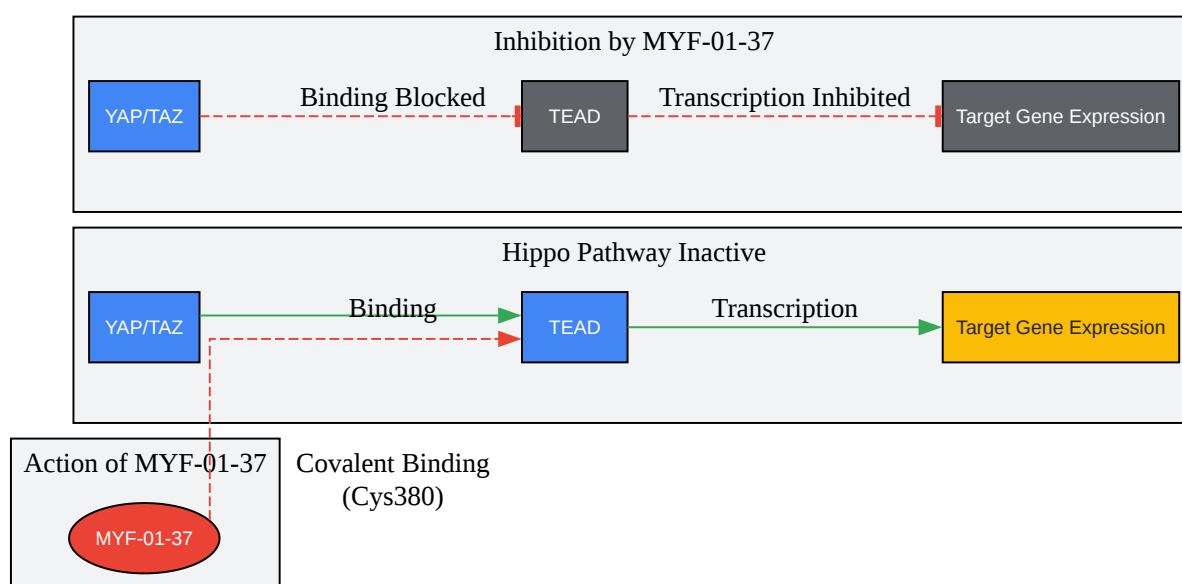 Inhibition by MYF-01-37
YAP/TAZ
Binding Blocked
TEAD
Transcription Inhibited
Target Gene Expression
Hippo Pathway Inactive
YAP/TAZ
Binding
TEAD
Transcription
Target Gene Expression
Action of MYF-01-37
Covalent Binding
(Cys380)
MYF-01-37